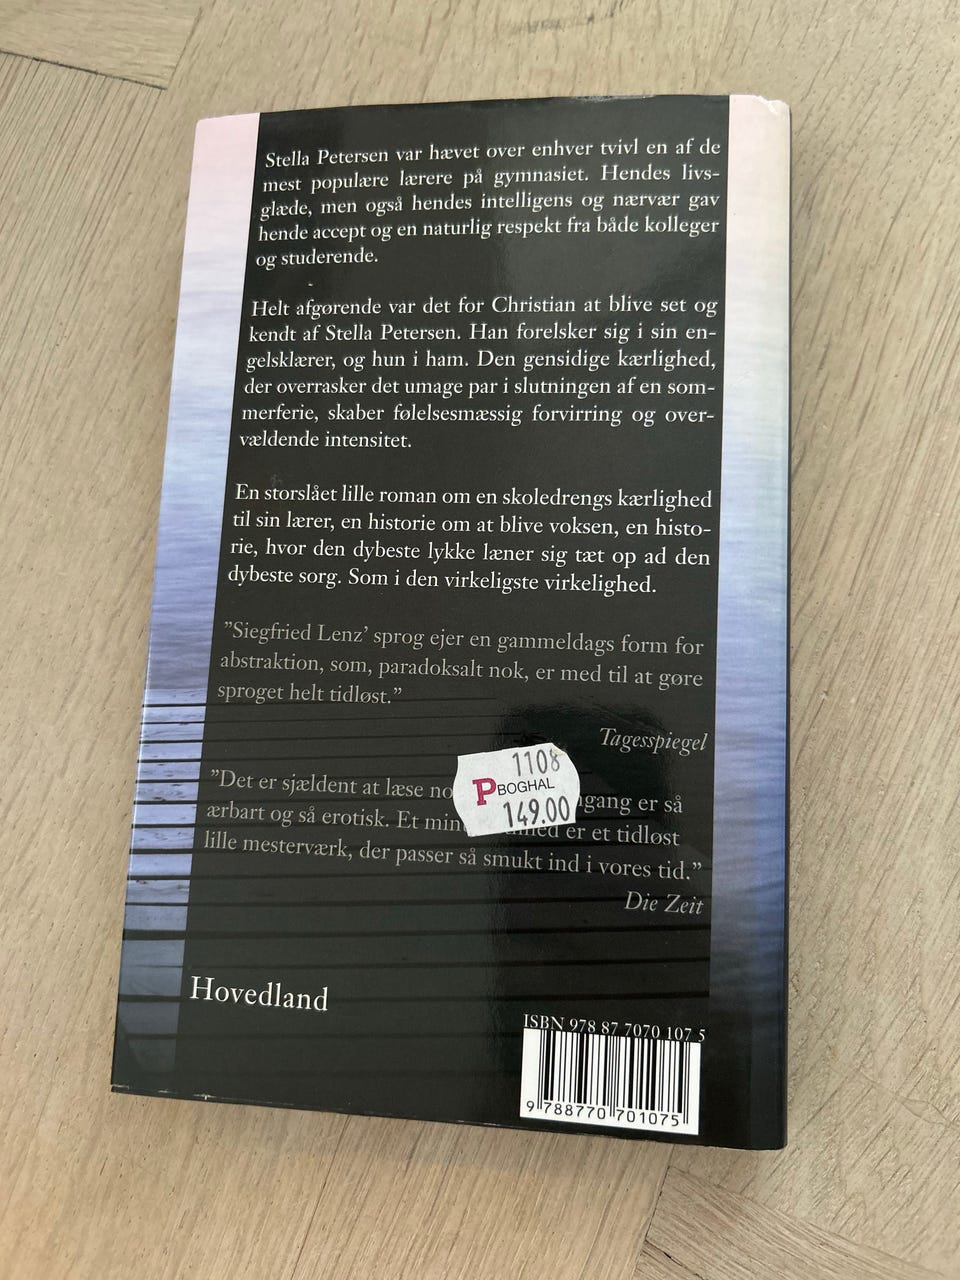 Stella Petersen var hævet over enhver tvivl en af de
mest populære lærere på gymnasiet. Hendes livs-
glæde, men også hendes intelligens og nærvær gav
hende accept og en naturlig respekt fra både kolleger
og studerende.
Helt afgørende var det for Christian at blive set og
kendt af Stella Petersen. Han forelsker sig i sin en-
gelsklærer, og hun i ham. Den gensidige kærlighed,
der overrasker det umage par i slutningen af en som-
merferie, skaber følelsesmæssig forvirring og over-
vældende intensitet.
En storslået lille roman om en skoledrengs kærlighed
til sin lærer, en historie om at blive voksen, en histo-
rie, hvor den dybeste lykke læner sig tæt op ad den
dybeste sorg. Som i den virkeligste virkelighed.
”Siegfried Lenz’ sprog ejer en gammeldags form for
abstraktion, som, paradoksalt nok, er med til at gøre
sproget helt tidløst.”
Tagesspiegel
1108
P BOGHAL
149.00
”Det er sjældent at læse er så
ærbart og så erotisk. Et er et tidløst
lille mesterværk, der passer så smukt ind i vores tid.”
Die Zeit
Hovedland
ISBN 978 87 7070 107 5
9 788770 701075